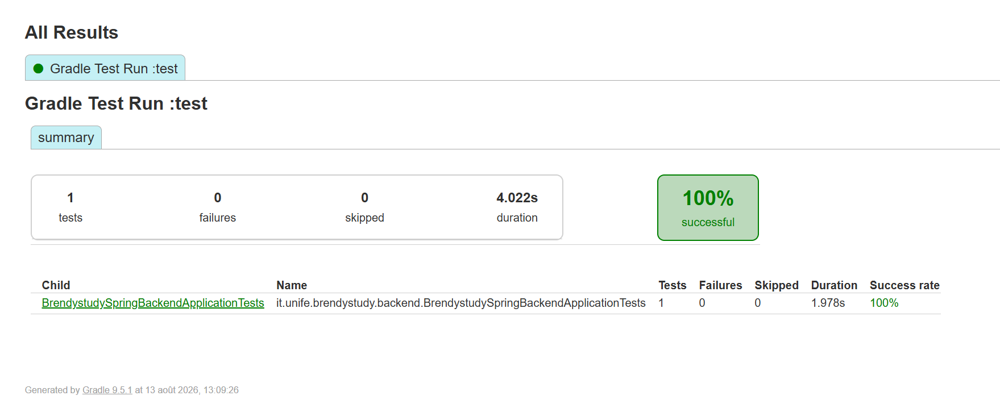 All Results
Gradle Test Run :test
Gradle Test Run :test
summary
1 0 0 4.022s 100%
tests failures skipped duration successful
Child Name Tests Failures Skipped Duration Success rate
BrendystudySpringBackendApplicationTests it.unife.brendystudy.backend.BrendystudySpringBackendApplicationTests 1 0 0 1.978s 100%
Generated by Gradle 9.5.1 at 13 août 2026, 13:09:26